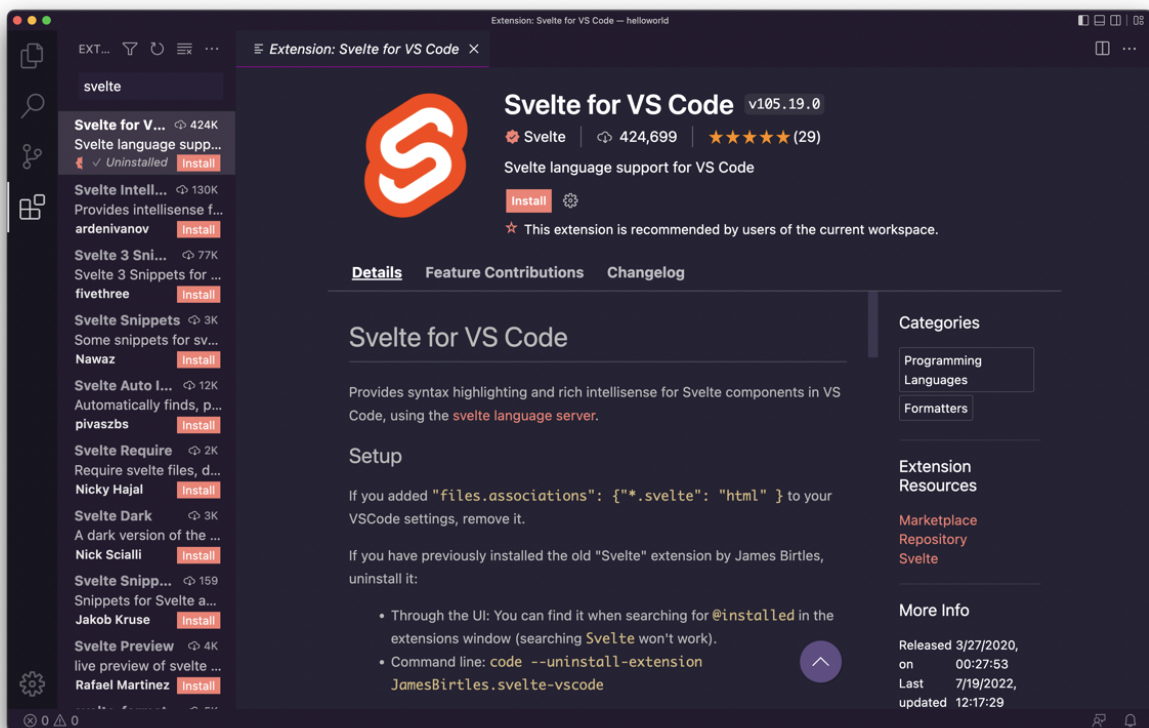 Extension: Svelte for VS Code — helloworld
EXT...
Extension: Svelte for VS Code
svelte
Svelte for V... 424K
Svelte language supp...
Uninstalled Install
Svelte Intell... 130K
Provides intellisense f...
ardenivanov Install
Svelte 3 Sni... 77K
Svelte 3 Snippets for ...
fivethree Install
Svelte Snippets 3K
Some snippets for sv...
Nawaz Install
Svelte Auto I... 12K
Automatically finds, p...
pivaszbs Install
Svelte Require 2K
Require svelte files, d...
Nicky Hajal Install
Svelte Dark 3K
A dark version of the ...
Nick Scialli Install
Svelte Snipp... 159
Snippets for Svelte a...
Jakob Kruse Install
Svelte Preview 4K
live preview of svelte ...
Rafael Martinez Install
Svelte for VS Code v105.19.0
Svelte 424,699 (29)
Svelte language support for VS Code
Install
This extension is recommended by users of the current workspace.
Details Feature Contributions Changelog
Svelte for VS Code
Provides syntax highlighting and rich intellisense for Svelte components in VS
Code, using the svelte language server.
Setup
If you added "files.associations": {"*.svelte": "html" } to your
VSCode settings, remove it.
If you have previously installed the old "Svelte" extension by James Birtles,
uninstall it:
• Through the UI: You can find it when searching for @installed in the
extensions window (searching Svelte won't work).
• Command line: code --uninstall-extension
JamesBirtles.svelte-vscode
Categories
Programming
Languages
Formatters
Extension
Resources
Marketplace
Repository
Svelte
More Info
Released 3/27/2020,
on 00:27:53
Last 7/19/2022,
updated 12:17:29
0 0